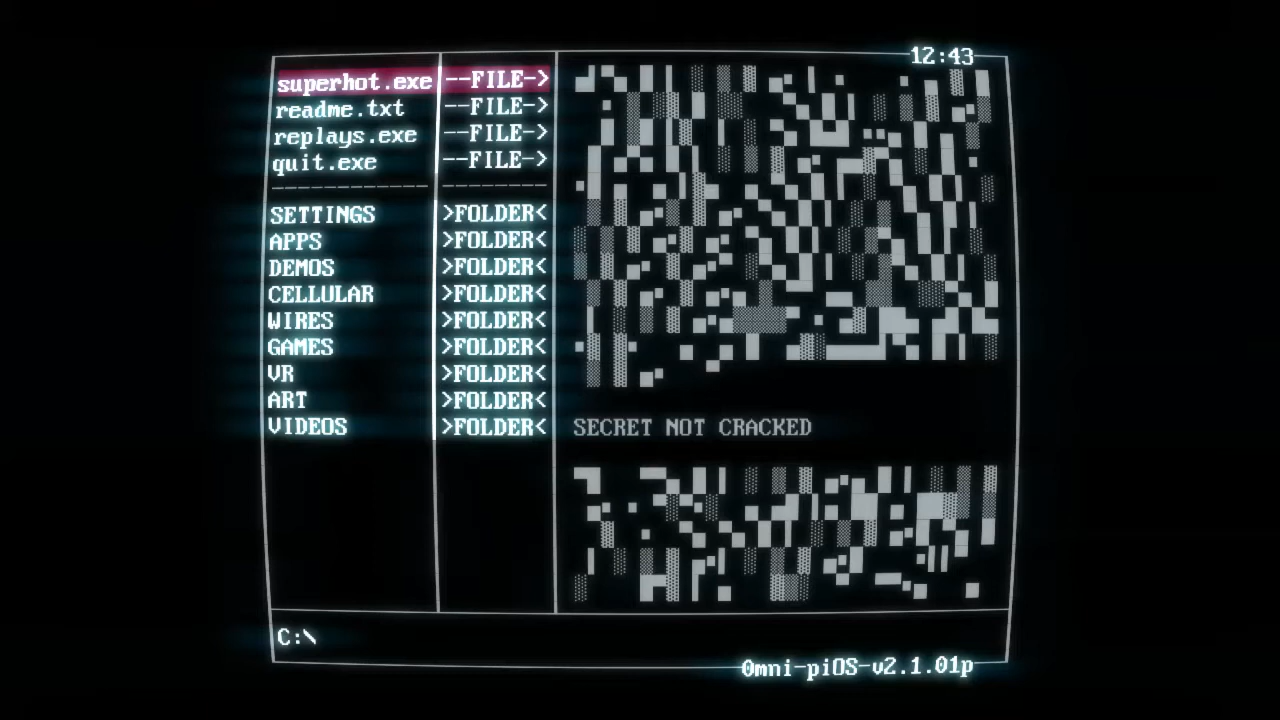 12:43
superhot.exe --FILE->
readme.txt --FILE->
replays.exe --FILE->
quit.exe --FILE->
SETTINGS >FOLDER<
APPS >FOLDER<
DEMOS >FOLDER<
CELLULAR >FOLDER<
WIRES >FOLDER<
GAMES >FOLDER<
VR >FOLDER<
ART >FOLDER<
VIDEOS >FOLDER<
SECRET NOT CRACKED
C:\
0mni-piOS-v2.1.01p